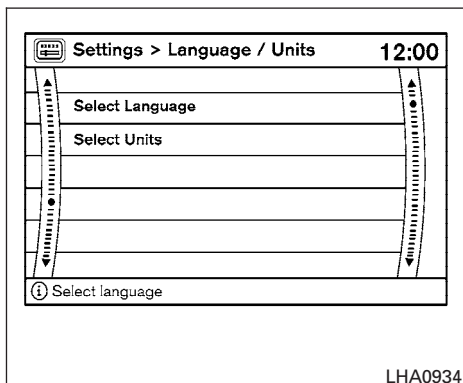 Settings > Language / Units 12:00
Select Language
Select Units
i Select language
LHA0934